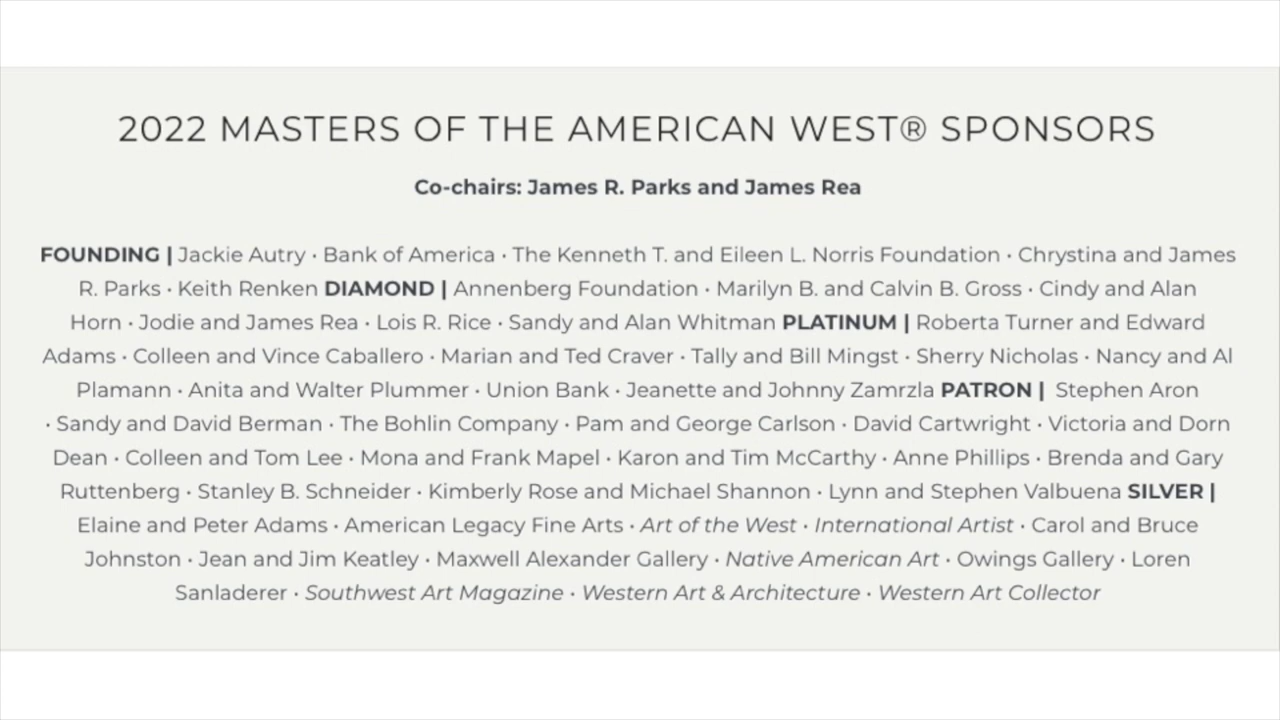 2022 MASTERS OF THE AMERICAN WEST® SPONSORS
Co-chairs: James R. Parks and James Rea
FOUNDING | Jackie Autry · Bank of America · The Kenneth T. and Eileen L. Norris Foundation · Chrystina and James
R. Parks · Keith Renken DIAMOND | Annenberg Foundation · Marilyn B. and Calvin B. Gross · Cindy and Alan
Horn · Jodie and James Rea · Lois R. Rice · Sandy and Alan Whitman PLATINUM | Roberta Turner and Edward
Adams · Colleen and Vince Caballero · Marian and Ted Craver · Tally and Bill Mingst · Sherry Nicholas · Nancy and Al
Plamann · Anita and Walter Plummer · Union Bank · Jeanette and Johnny Zamrzla PATRON | Stephen Aron
· Sandy and David Berman · The Bohlin Company · Pam and George Carlson · David Cartwright · Victoria and Dorn
Dean · Colleen and Tom Lee · Mona and Frank Mapel · Karon and Tim McCarthy · Anne Phillips · Brenda and Gary
Ruttenberg · Stanley B. Schneider · Kimberly Rose and Michael Shannon · Lynn and Stephen Valbuena SILVER |
Elaine and Peter Adams · American Legacy Fine Arts · Art of the West · International Artist · Carol and Bruce
Johnston · Jean and Jim Keatley · Maxwell Alexander Gallery · Native American Art · Owings Gallery · Loren
Sanladerer · Southwest Art Magazine · Western Art & Architecture · Western Art Collector